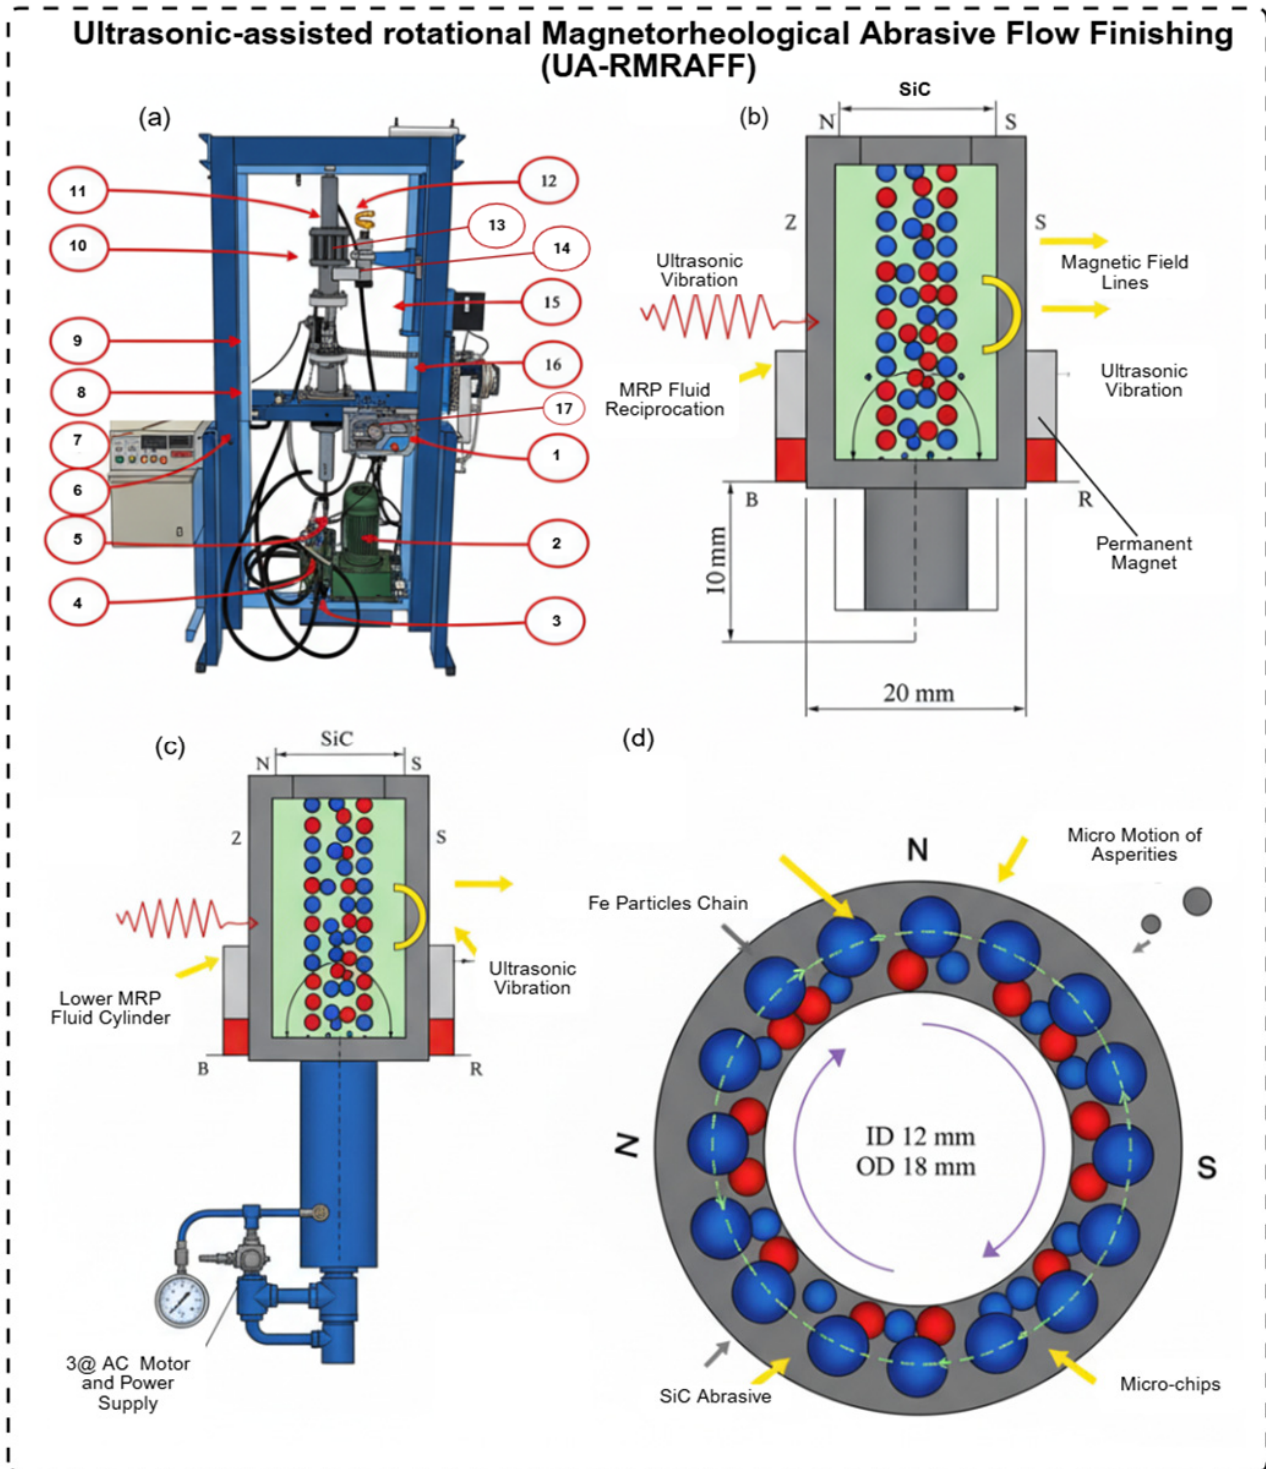 Ultrasonic-assisted rotational Magnetorheological Abrasive Flow Finishing
(UA-RMRAFF)
(a)
11
10
9
8
7
6
5
4
12
13
14
15
16
17
1
2
3
(b)
SiC
N
S
2
S
Ultrasonic
Vibration
Magnetic Field
Lines
MRP Fluid
Reciprocation
Ultrasonic
Vibration
B
R
Permanent
Magnet
10 mm
20 mm
(c)
SiC
N
S
2
S
Lower MRP
Fluid Cylinder
Ultrasonic
Vibration
B
R
3@ AC Motor
and Power
Supply
(d)
N
Micro Motion of
Asperities
Fe Particles Chain
N
ID 12 mm
OD 18 mm
S
SiC Abrasive
Micro-chips